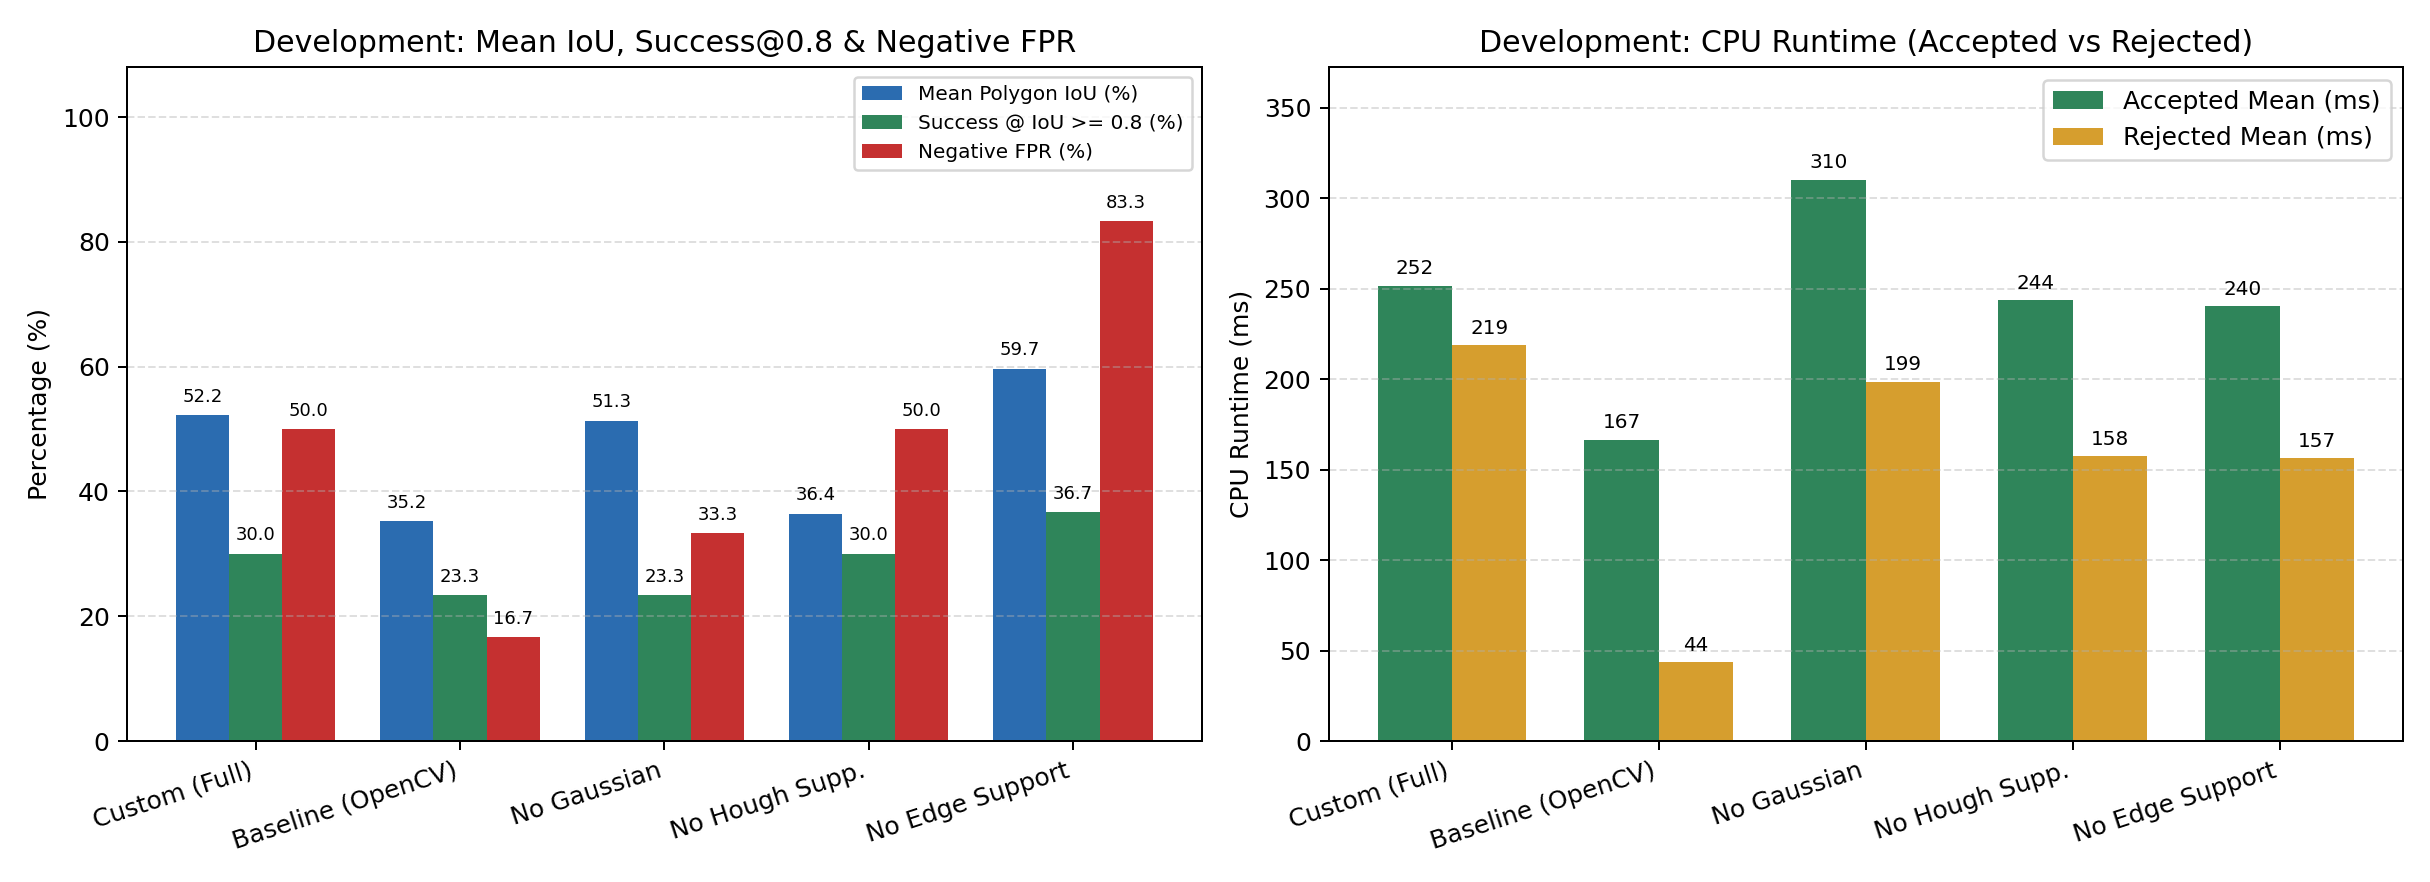 Development: Mean IoU, Success@0.8 & Negative FPR
Percentage (%)
100
80
60
40
20
0
Mean Polygon IoU (%)
Success @ IoU >= 0.8 (%)
Negative FPR (%)
52.2
30.0
50.0
35.2
23.3
16.7
51.3
23.3
33.3
36.4
30.0
50.0
59.7
36.7
83.3
Custom (Full)
Baseline (OpenCV)
No Gaussian
No Hough Supp.
No Edge Support
Development: CPU Runtime (Accepted vs Rejected)
CPU Runtime (ms)
350
300
250
200
150
100
50
0
Accepted Mean (ms)
Rejected Mean (ms)
252
219
167
44
310
199
244
158
240
157
Custom (Full)
Baseline (OpenCV)
No Gaussian
No Hough Supp.
No Edge Support